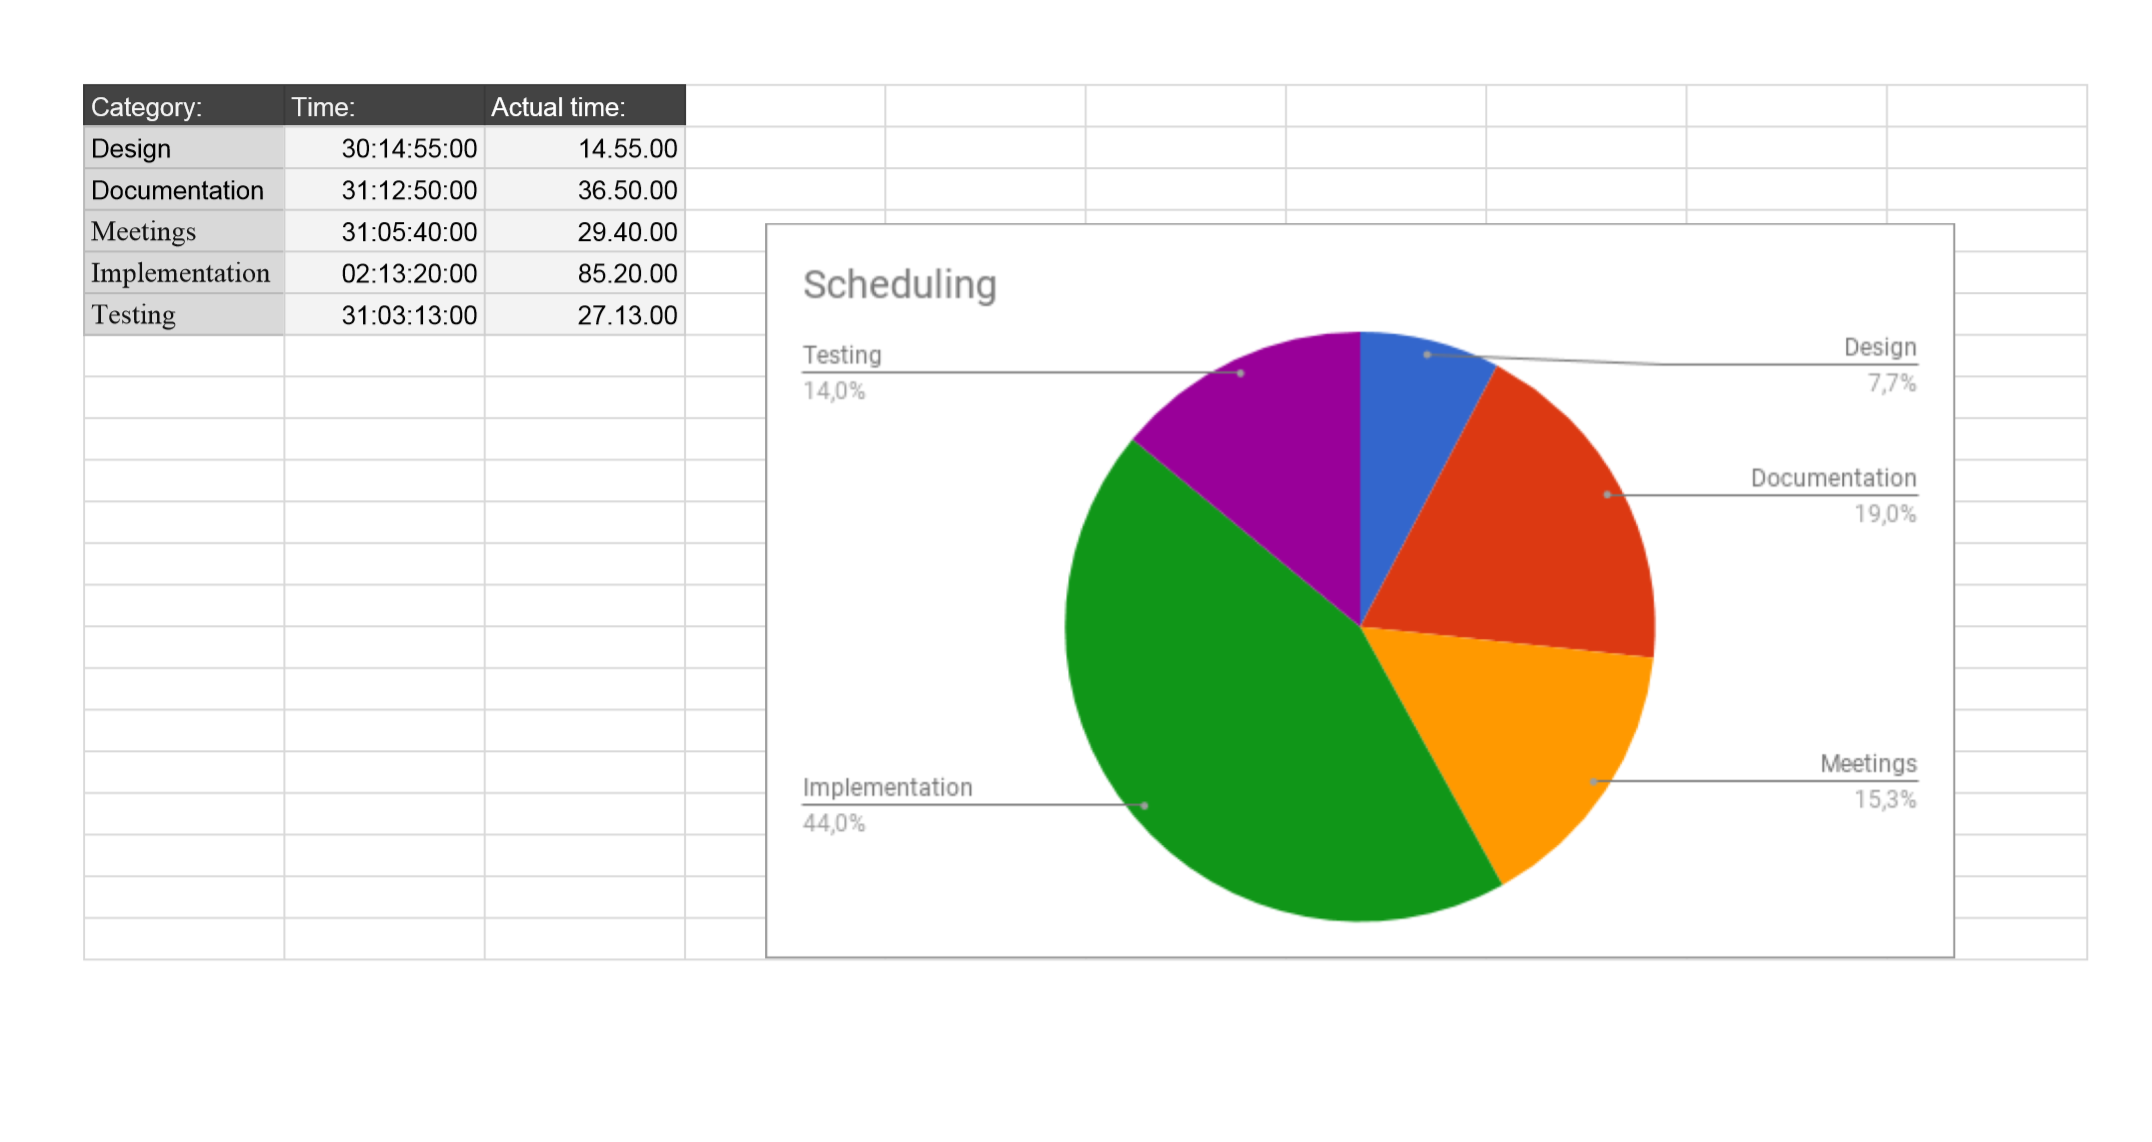 Category: Time: Actual time:
Design 30:14:55:00 14.55.00
Documentation 31:12:50:00 36.50.00
Meetings 31:05:40:00 29.40.00
Implementation 02:13:20:00 85.20.00
Testing 31:03:13:00 27.13.00
Scheduling
Testing
14,0%
Design
7,7%
Documentation
19,0%
Meetings
15,3%
Implementation
44,0%